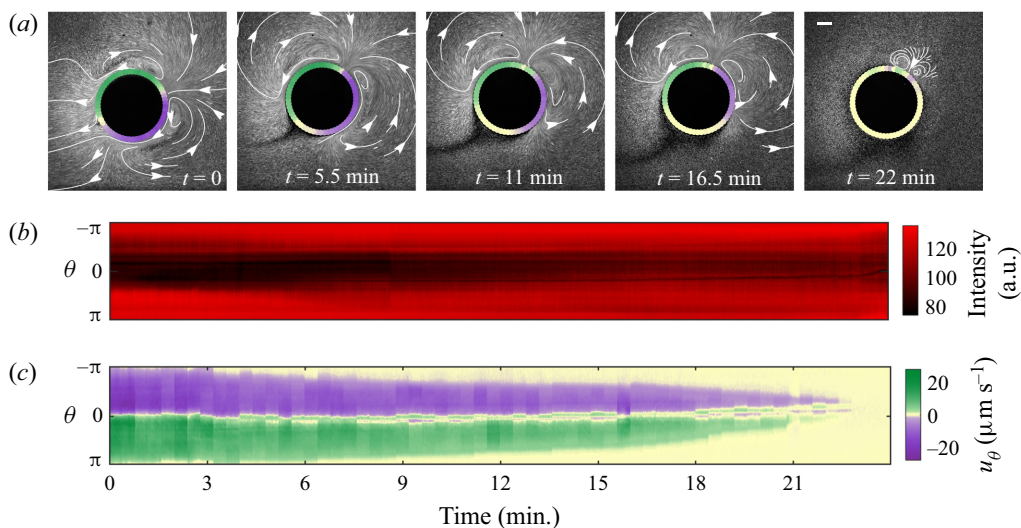 (a)
t = 0
t = 5.5 min
t = 11 min
t = 16.5 min
t = 22 min
(b)
−π
θ 0
π
120
100
80
Intensity
(a.u.)
(c)
−π
θ 0
π
20
0
−20
uθ (μm s⁻¹)
0 3 6 9 12 15 18 21
Time (min.)